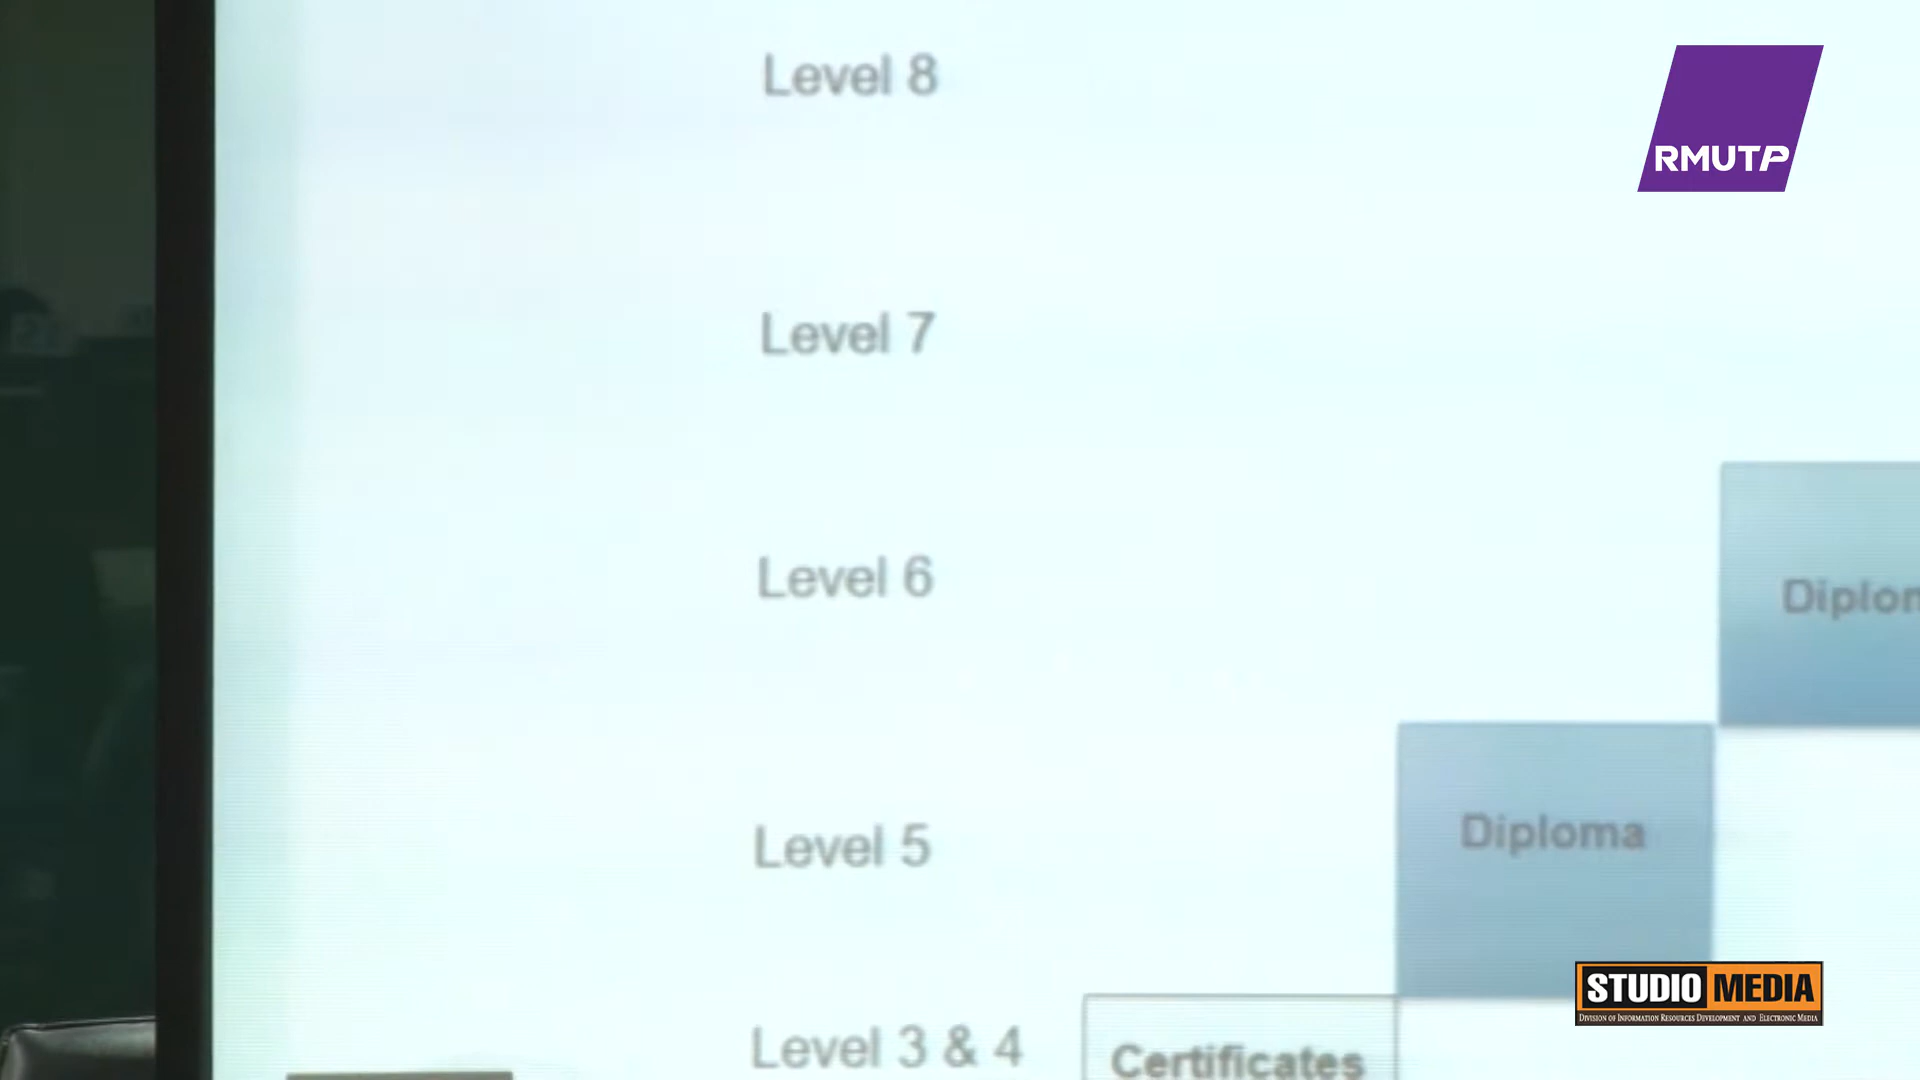 Level 8
RMUTP
Level 7
Level 6
Level 5
Diploma
STUDIO MEDIA
DIVISION OF INFORMATION RESOURCES DEVELOPMENT AND ELECTRONIC MEDIA
Level 3 & 4
Certificates